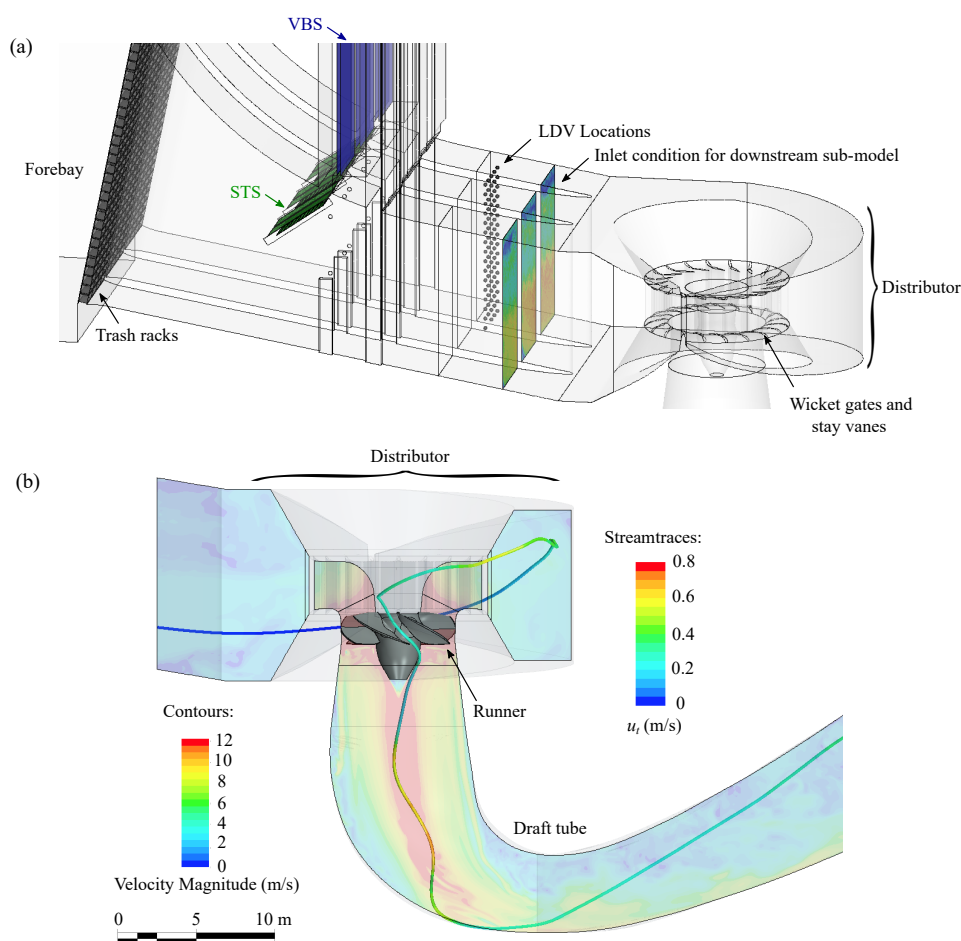 (a)
VBS
LDV Locations
Inlet condition for downstream sub-model
Forebay
STS
Distributor
Trash racks
Wicket gates and
stay vanes
(b)
Distributor
Streamtraces:
0.8
0.6
0.4
0.2
0
u_t (m/s)
Runner
Contours:
12
10
8
6
4
2
0
Velocity Magnitude (m/s)
Draft tube
0 5 10 m